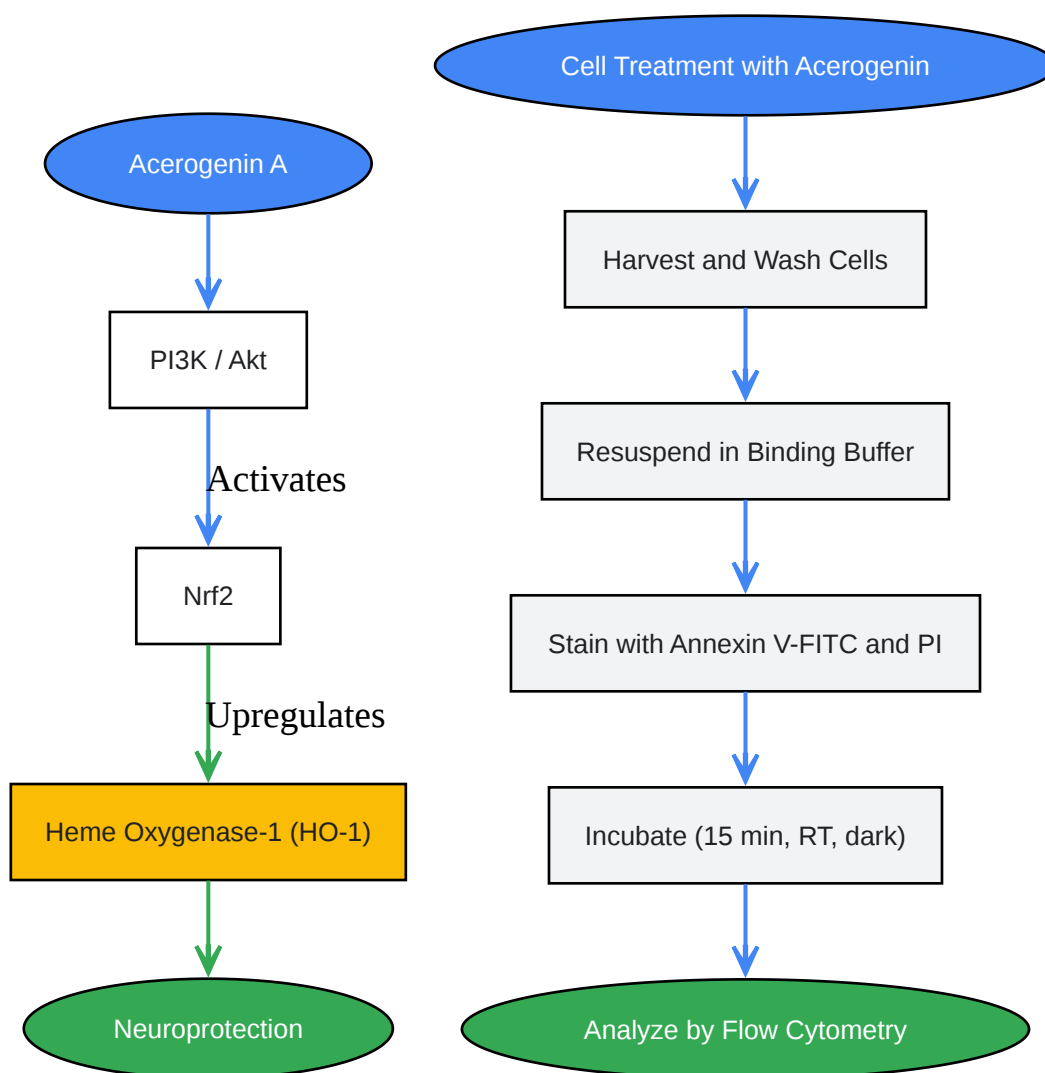 Acerogenin A
PI3K / Akt
Activates
Nrf2
Upregulates
Heme Oxygenase-1 (HO-1)
Neuroprotection
Cell Treatment with Acerogenin
Harvest and Wash Cells
Resuspend in Binding Buffer
Stain with Annexin V-FITC and PI
Incubate (15 min, RT, dark)
Analyze by Flow Cytometry